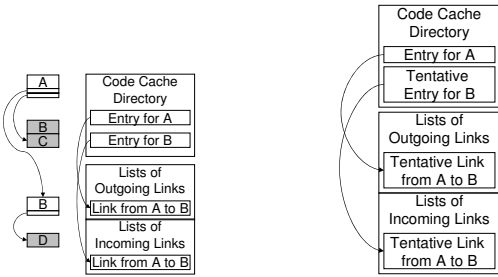 A
B
C
B
D
Code Cache
Directory
Entry for A
Entry for B
Lists of
Outgoing Links
Link from A to B
Lists of
Incoming Links
Link from A to B
Code Cache
Directory
Entry for A
Tentative
Entry for B
Lists of
Outgoing Links
Tentative Link
from A to B
Lists of
Incoming Links
Tentative Link
from A to B